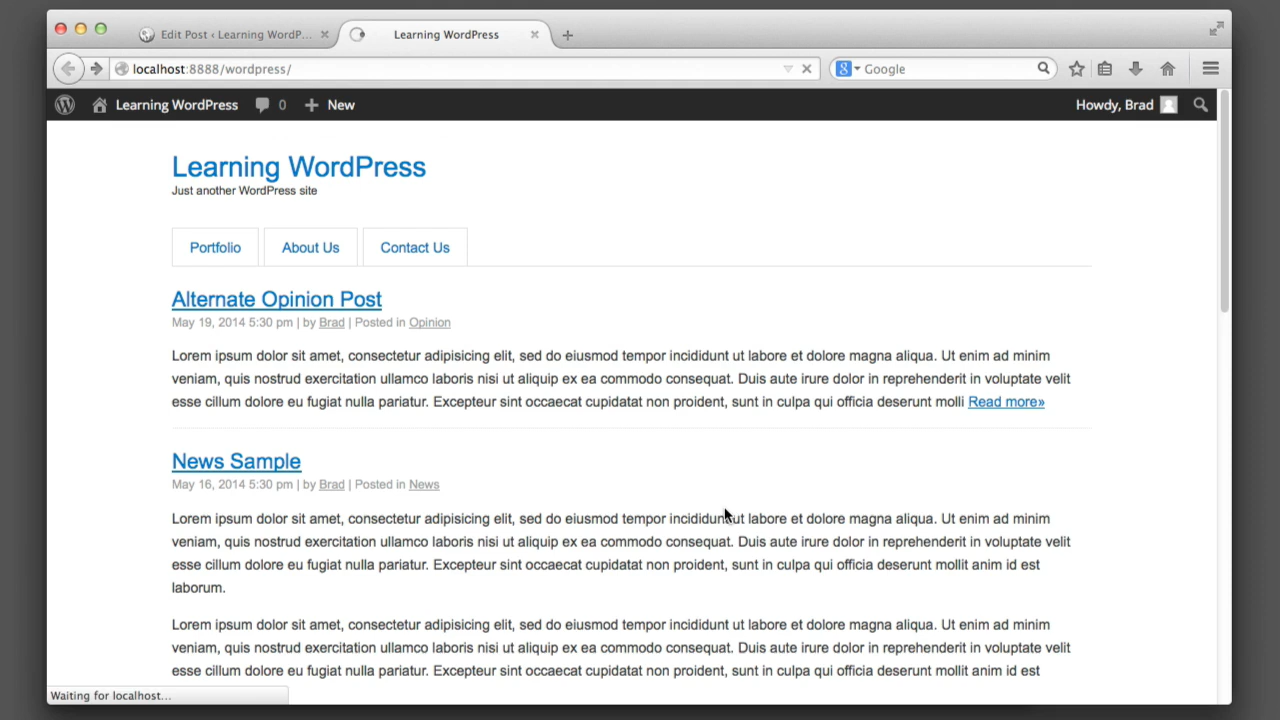 Edit Post ‹ Learning WordP...
Learning WordPress
localhost:8888/wordpress/
Google
Learning WordPress
0
New
Howdy, Brad
Learning WordPress
Just another WordPress site
Portfolio
About Us
Contact Us
Alternate Opinion Post
May 19, 2014 5:30 pm | by Brad | Posted in Opinion
Lorem ipsum dolor sit amet, consectetur adipisicing elit, sed do eiusmod tempor incididunt ut labore et dolore magna aliqua. Ut enim ad minim
veniam, quis nostrud exercitation ullamco laboris nisi ut aliquip ex ea commodo consequat. Duis aute irure dolor in reprehenderit in voluptate velit
esse cillum dolore eu fugiat nulla pariatur. Excepteur sint occaecat cupidatat non proident, sunt in culpa qui officia deserunt molli Read more»
News Sample
May 16, 2014 5:30 pm | by Brad | Posted in News
Lorem ipsum dolor sit amet, consectetur adipisicing elit, sed do eiusmod tempor incididunt ut labore et dolore magna aliqua. Ut enim ad minim
veniam, quis nostrud exercitation ullamco laboris nisi ut aliquip ex ea commodo consequat. Duis aute irure dolor in reprehenderit in voluptate velit
esse cillum dolore eu fugiat nulla pariatur. Excepteur sint occaecat cupidatat non proident, sunt in culpa qui officia deserunt mollit anim id est
laborum.
Lorem ipsum dolor sit amet, consectetur adipisicing elit, sed do eiusmod tempor incididunt ut labore et dolore magna aliqua. Ut enim ad minim
veniam, quis nostrud exercitation ullamco laboris nisi ut aliquip ex ea commodo consequat. Duis aute irure dolor in reprehenderit in voluptate velit
esse cillum dolore eu fugiat nulla pariatur. Excepteur sint occaecat cupidatat non proident, sunt in culpa qui officia deserunt mollit anim id est
Waiting for localhost...